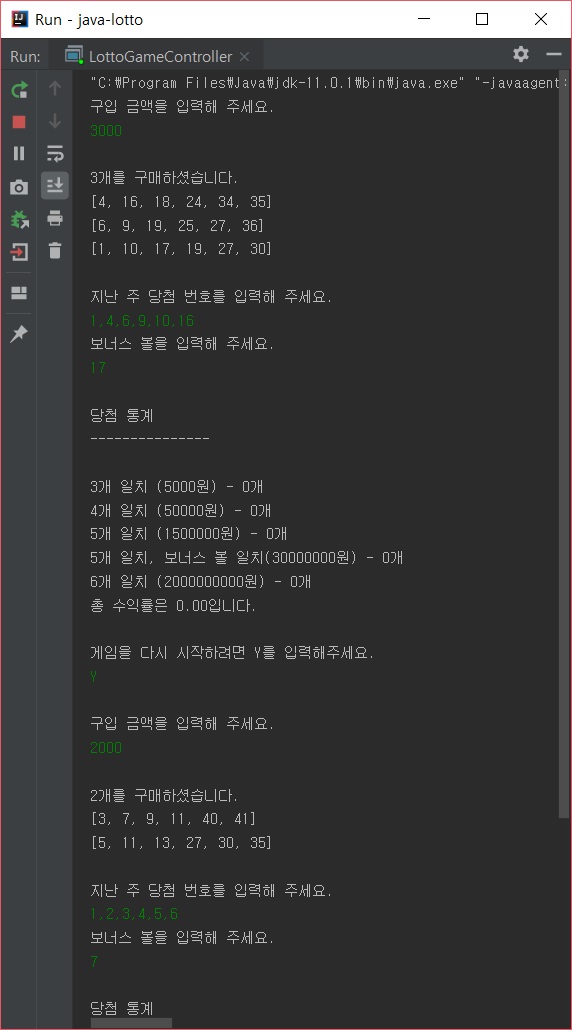 Run - java-lotto
Run: LottoGameController
"C:₩Program Files₩Java₩jdk-11.0.1₩bin₩java.exe" "-javaagent:
구입 금액을 입력해 주세요.
3000
3개를 구매하셨습니다.
[4, 16, 18, 24, 34, 35]
[6, 9, 19, 25, 27, 36]
[1, 10, 17, 19, 27, 30]
지난 주 당첨 번호를 입력해 주세요.
1,4,6,9,10,16
보너스 볼을 입력해 주세요.
17
당첨 통계
---------------
3개 일치 (5000원) - 0개
4개 일치 (50000원) - 0개
5개 일치 (1500000원) - 0개
5개 일치, 보너스 볼 일치(30000000원) - 0개
6개 일치 (2000000000원) - 0개
총 수익률은 0.00입니다.
게임을 다시 시작하려면 Y를 입력해주세요.
Y
구입 금액을 입력해 주세요.
2000
2개를 구매하셨습니다.
[3, 7, 9, 11, 40, 41]
[5, 11, 13, 27, 30, 35]
지난 주 당첨 번호를 입력해 주세요.
1,2,3,4,5,6
보너스 볼을 입력해 주세요.
7
당첨 통계